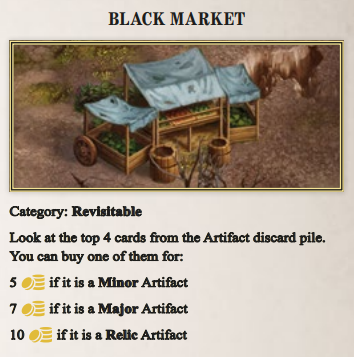 BLACK MARKET
Category: Revisitable
Look at the top 4 cards from the Artifact discard pile.
You can buy one of them for:
5 if it is a Minor Artifact
7 if it is a Major Artifact
10 if it is a Relic Artifact